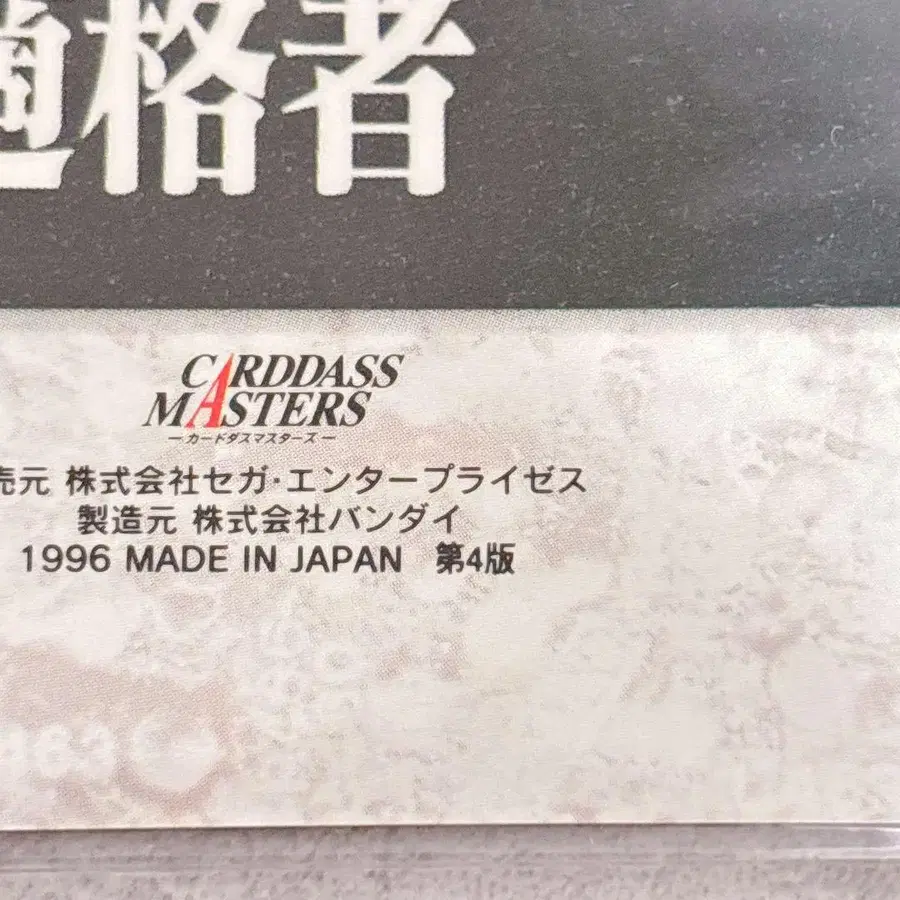 適格者
CARDDASS
MASTERS
ーカードダスマスターズー
売元 株式会社セガ・エンタープライゼス
製造元 株式会社バンダイ
1996 MADE IN JAPAN 第4版
963